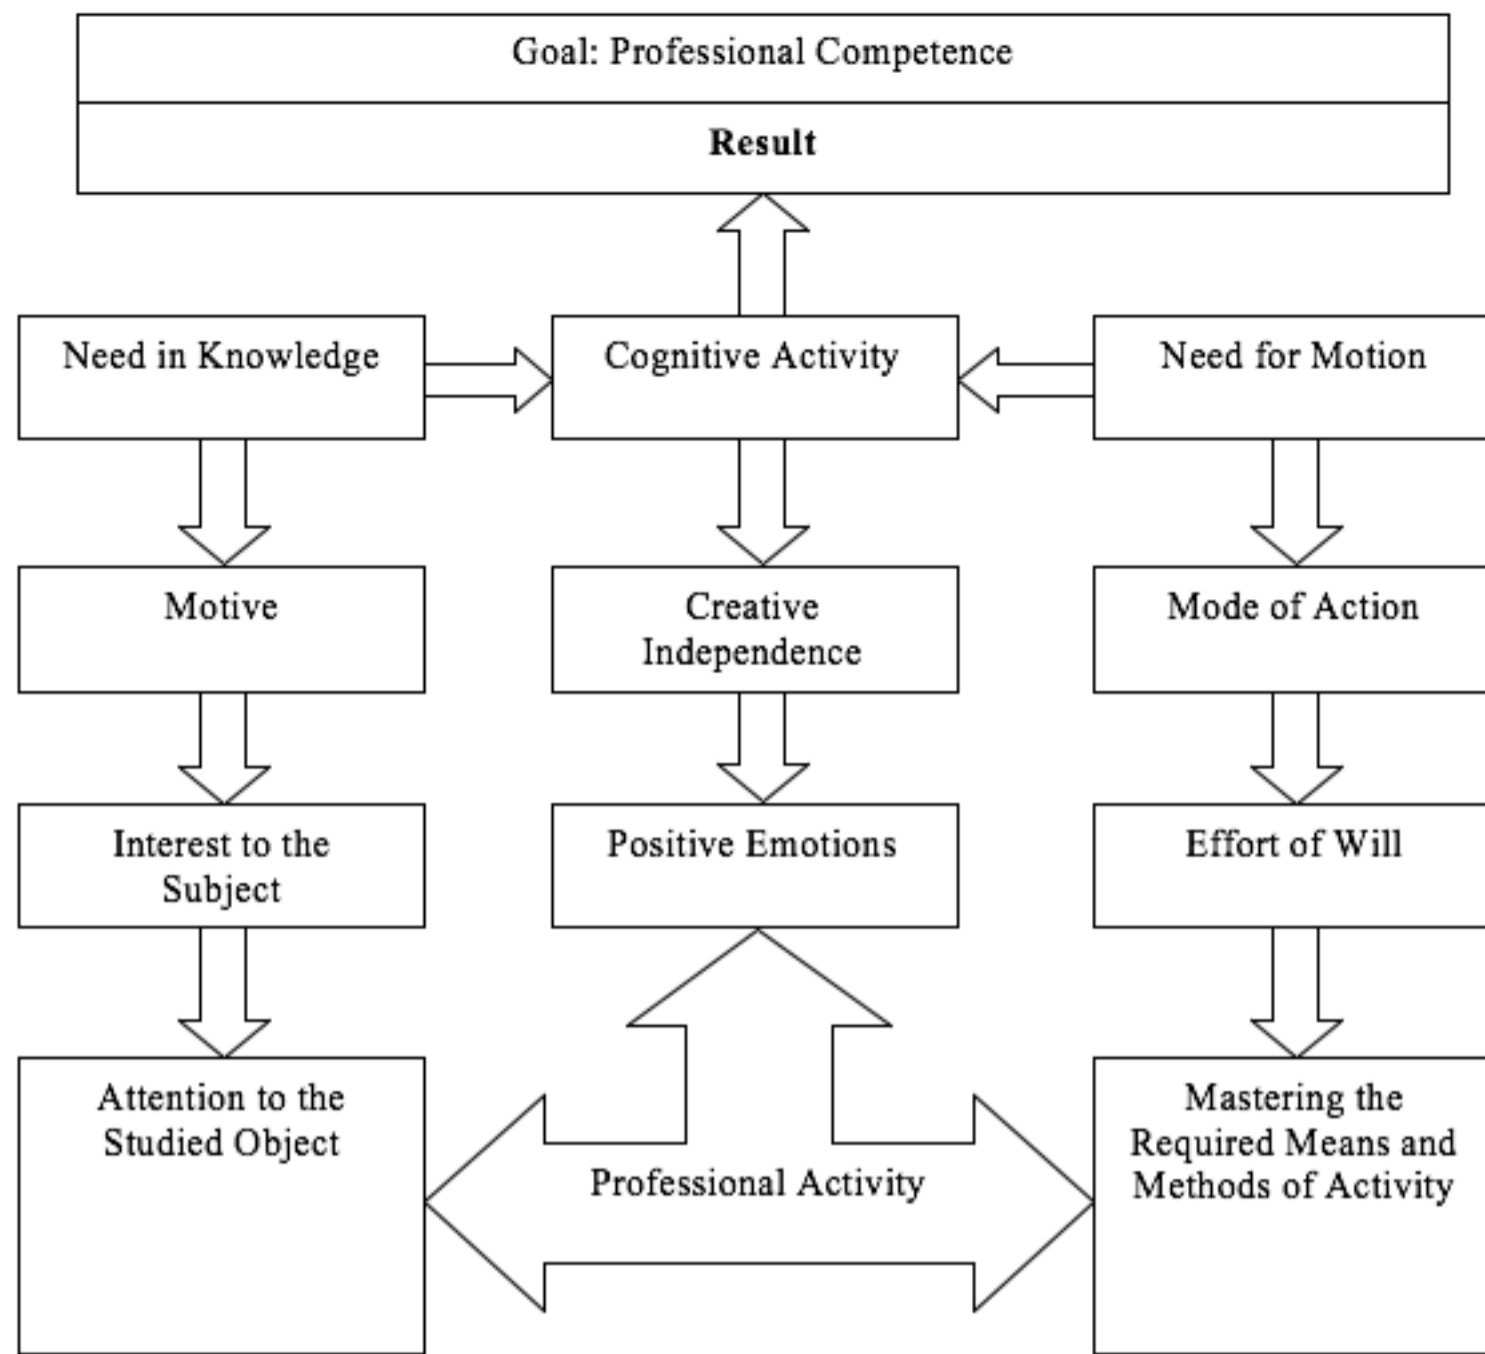 Goal: Professional Competence
Result
Need in Knowledge
Cognitive Activity
Need for Motion
Motive
Creative
Independence
Mode of Action
Interest to the
Subject
Positive Emotions
Effort of Will
Attention to the
Studied Object
Professional Activity
Mastering the
Required Means and
Methods of Activity